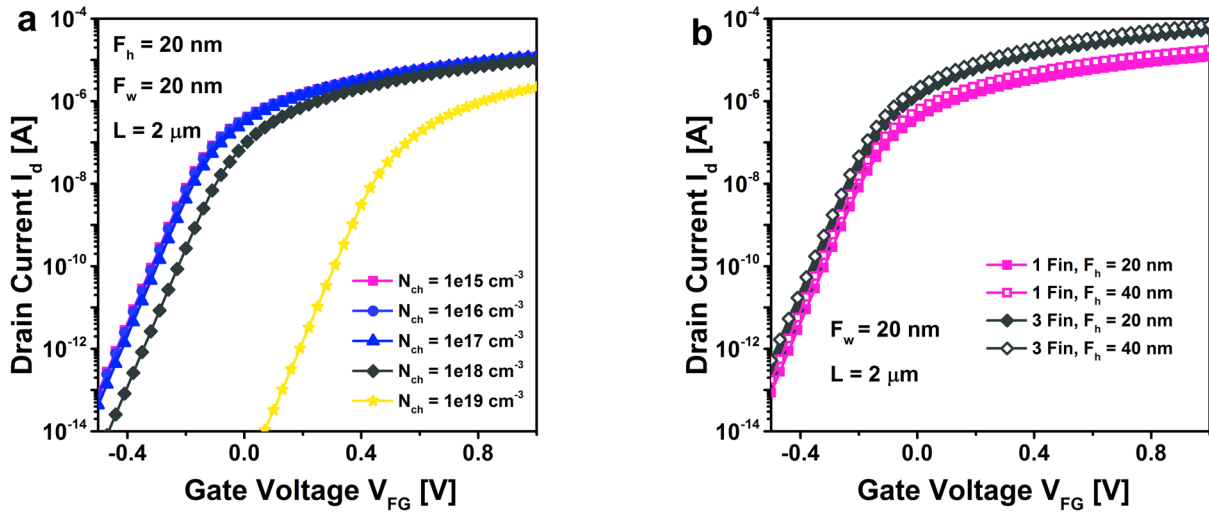 a
F_h = 20 nm
F_w = 20 nm
L = 2 μm
Drain Current I_d [A]
10^-4
10^-6
10^-8
10^-10
10^-12
10^-14
N_ch = 1e15 cm^-3
N_ch = 1e16 cm^-3
N_ch = 1e17 cm^-3
N_ch = 1e18 cm^-3
N_ch = 1e19 cm^-3
-0.4 0.0 0.4 0.8
Gate Voltage V_FG [V]
b
Drain Current I_d [A]
10^-4
10^-6
10^-8
10^-10
10^-12
10^-14
1 Fin, F_h = 20 nm
1 Fin, F_h = 40 nm
3 Fin, F_h = 20 nm
3 Fin, F_h = 40 nm
F_w = 20 nm
L = 2 μm
-0.4 0.0 0.4 0.8
Gate Voltage V_FG [V]